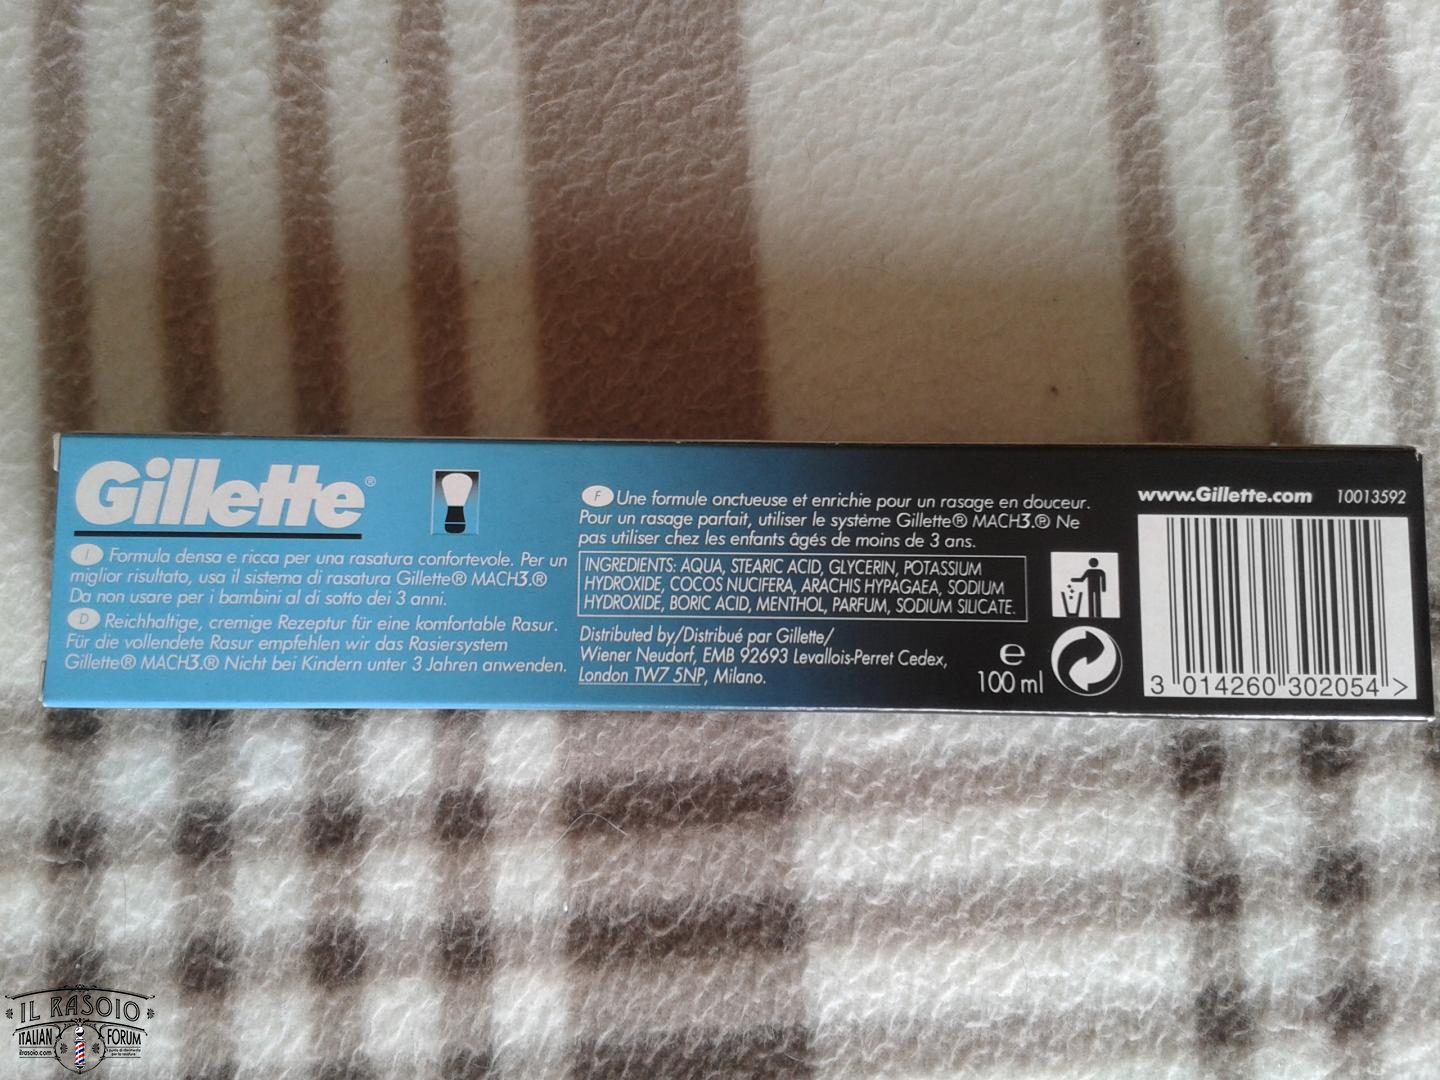 Gillette®
I Formula densa e ricca per una rasatura confortevole. Per un
miglior risultato, usa il sistema di rasatura Gillette® MACH3.®
Da non usare per i bambini al di sotto dei 3 anni.
D Reichhaltige, cremige Rezeptur für eine komfortable Rasur.
Für die vollendete Rasur empfehlen wir das Rasiersystem
Gillette® MACH3.® Nicht bei Kindern unter 3 Jahren anwenden.
F Une formule onctueuse et enrichie pour un rasage en douceur.
Pour un rasage parfait, utiliser le système Gillette® MACH3.® Ne
pas utiliser chez les enfants âgés de moins de 3 ans.
INGREDIENTS: AQUA, STEARIC ACID, GLYCERIN, POTASSIUM
HYDROXIDE, COCOS NUCIFERA, ARACHIS HYPAGAEA, SODIUM
HYDROXIDE, BORIC ACID, MENTHOL, PARFUM, SODIUM SILICATE.
Distributed by/Distribué par Gillette/
Wiener Neudorf, EMB 92693 Levallois-Perret Cedex,
London TW7 5NP, Milano.
e
100 ml
www.Gillette.com 10013592
3 014260 302054 >
IL RASOIO
ITALIAN FORUM
ilrasoio.com